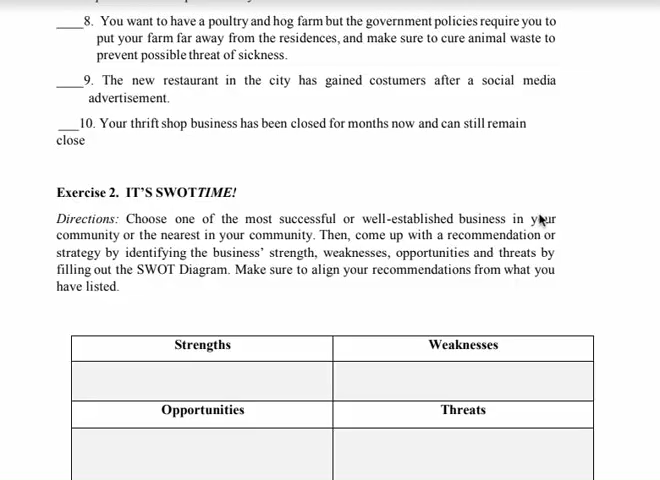 ____8. You want to have a poultry and hog farm but the government policies require you to
put your farm far away from the residences, and make sure to cure animal waste to
prevent possible threat of sickness.
____9. The new restaurant in the city has gained costumers after a social media
advertisement.
___10. Your thrift shop business has been closed for months now and can still remain
close
Exercise 2. IT'S SWOTTIME!
Directions: Choose one of the most successful or well-established business in your
community or the nearest in your community. Then, come up with a recommendation or
strategy by identifying the business' strength, weaknesses, opportunities and threats by
filling out the SWOT Diagram. Make sure to align your recommendations from what you
have listed.
Strengths
Weaknesses
Opportunities
Threats